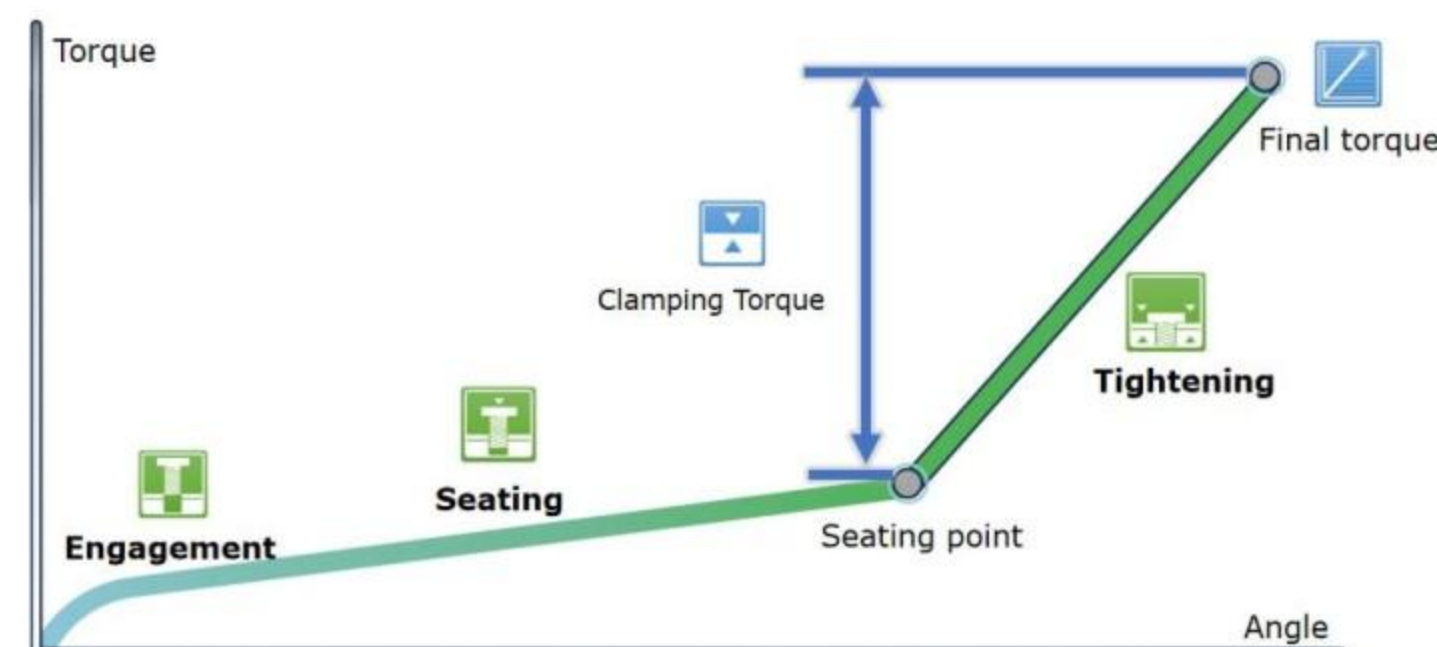 Torque
Final torque
Clamping Torque
Tightening
Seating
Seating point
Engagement
Angle